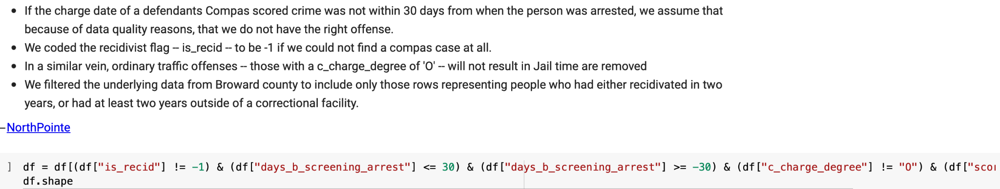 • If the charge date of a defendants Compas scored crime was not within 30 days from when the person was arrested, we assume that
because of data quality reasons, that we do not have the right offense.
• We coded the recidivist flag -- is_recid -- to be -1 if we could not find a compas case at all.
• In a similar vein, ordinary traffic offenses -- those with a c_charge_degree of 'O' -- will not result in Jail time are removed
• We filtered the underlying data from Broward county to include only those rows representing people who had either recidivated in two
years, or had at least two years outside of a correctional facility.
–NorthPointe
] df = df[(df["is_recid"] != -1) & (df["days_b_screening_arrest"] <= 30) & (df["days_b_screening_arrest"] >= -30) & (df["c_charge_degree"] != "O") & (df["scor
df.shape